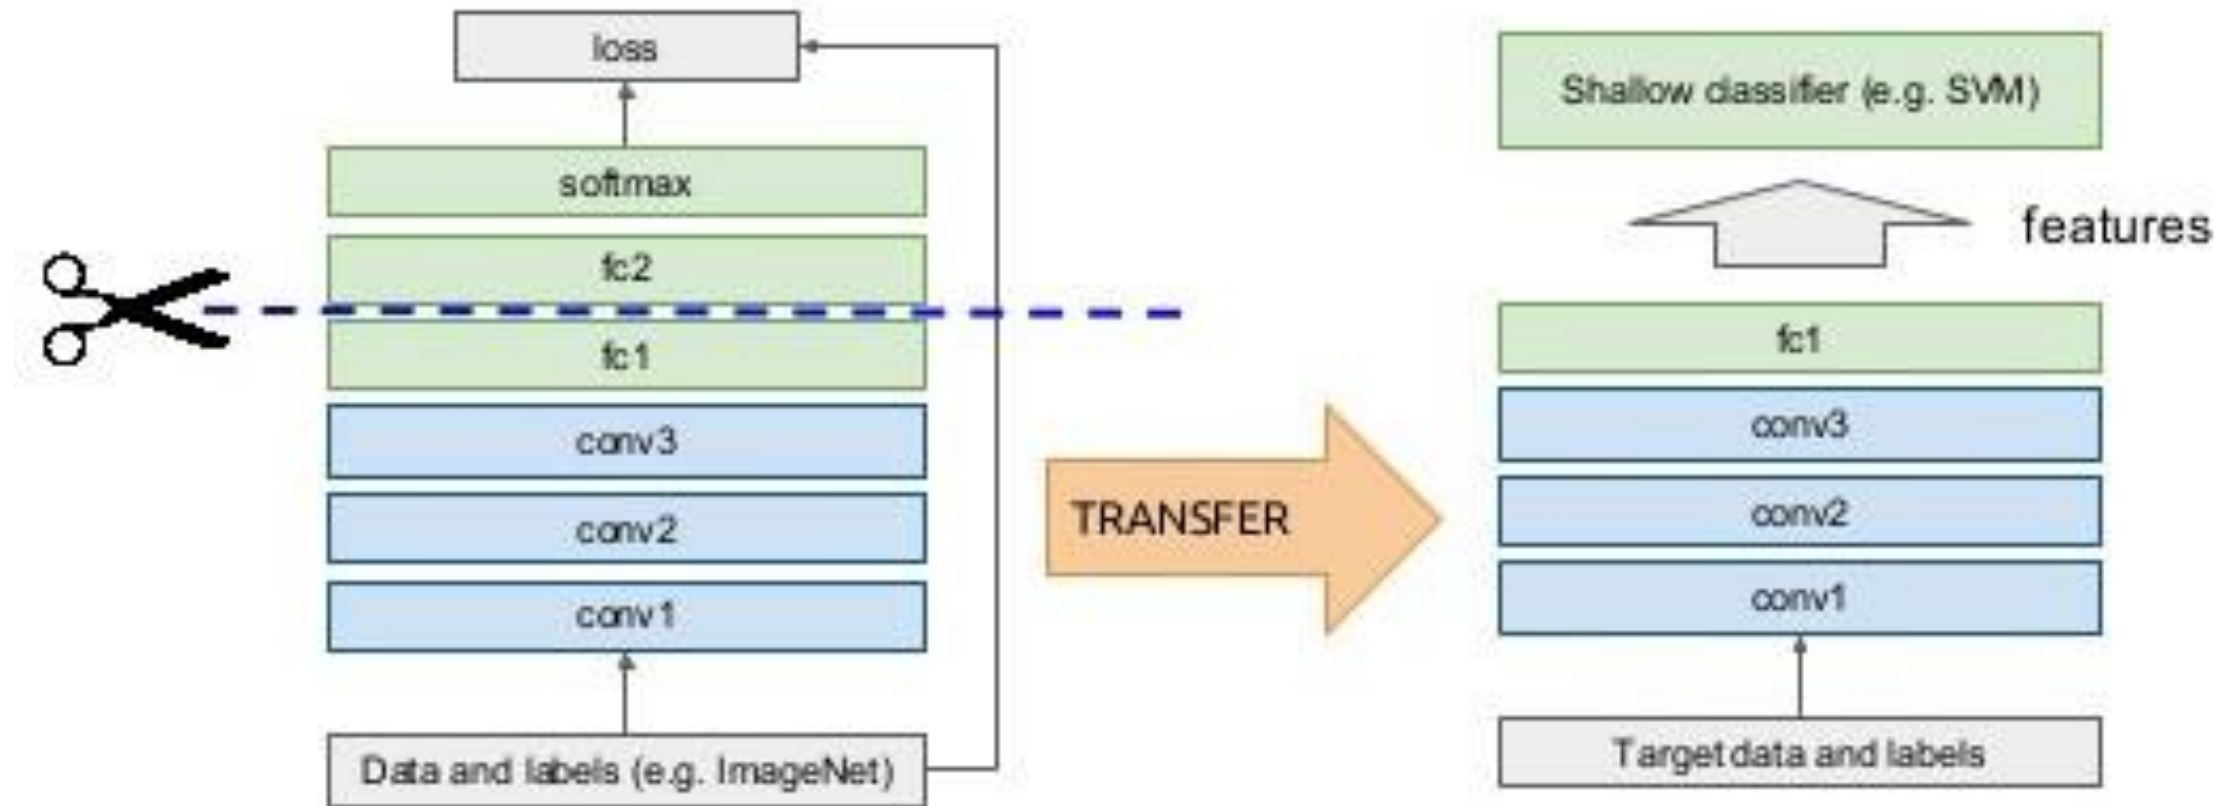 loss
softmax
fc2
fc1
conv3
conv2
conv1
Data and labels (e.g. ImageNet)
TRANSFER
Shallow classifier (e.g. SVM)
features
fc1
conv3
conv2
conv1
Target data and labels